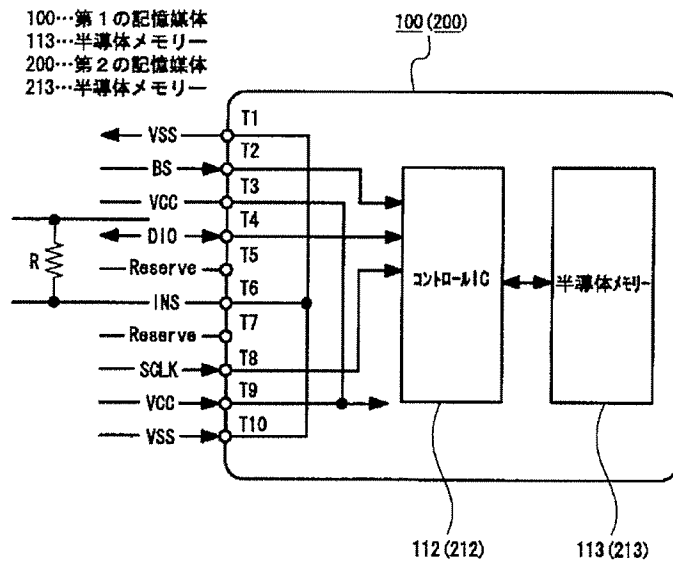 100…第1の記憶媒体
113…半導体メモリー
200…第2の記憶媒体
213…半導体メモリー
100(200)
T1
VSS
T2
BS
T3
VCC
T4
DIO
T5
Reserve
T6
INS
T7
Reserve
T8
SCLK
T9
VCC
T10
VSS
R
コントロールIC
半導体メモリー
112(212)
113(213)